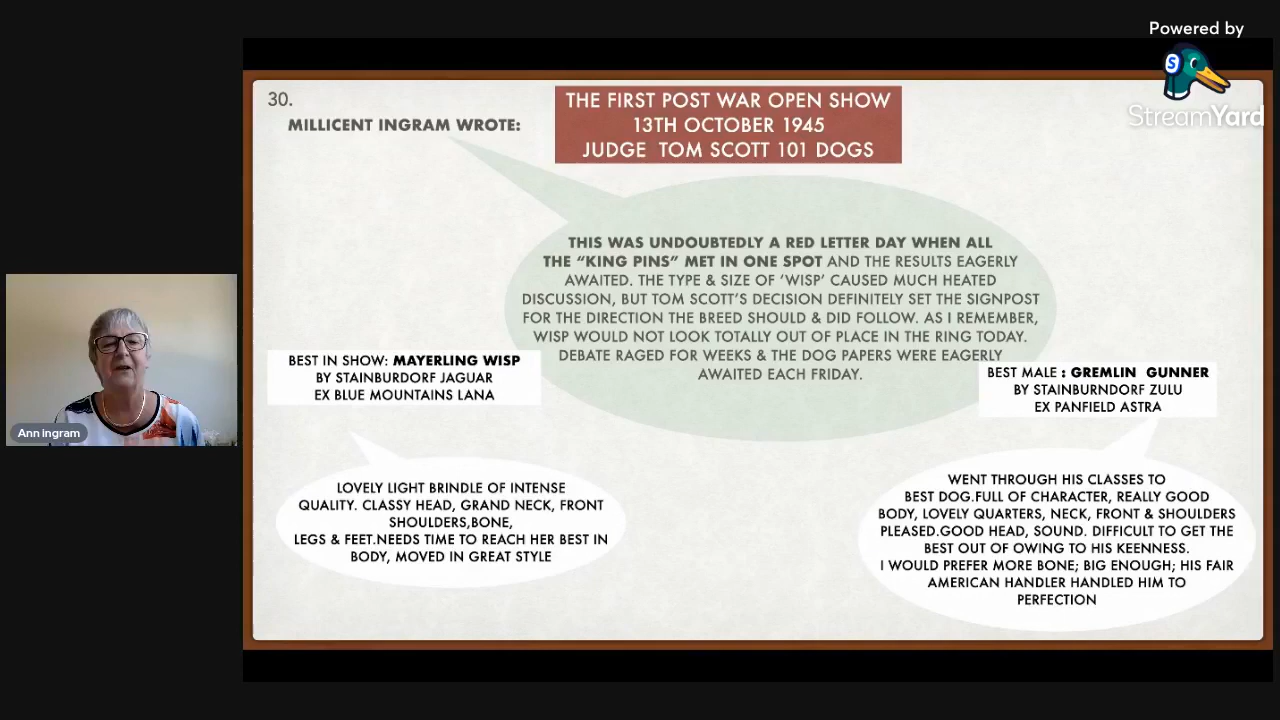 Powered by
StreamYard
30.
MILLICENT INGRAM WROTE:
THE FIRST POST WAR OPEN SHOW
13TH OCTOBER 1945
JUDGE TOM SCOTT 101 DOGS
THIS WAS UNDOUBTEDLY A RED LETTER DAY WHEN ALL
THE “KING PINS” MET IN ONE SPOT AND THE RESULTS EAGERLY
AWAITED. THE TYPE & SIZE OF ‘WISP’ CAUSED MUCH HEATED
DISCUSSION, BUT TOM SCOTT’S DECISION DEFINITELY SET THE SIGNPOST
FOR THE DIRECTION THE BREED SHOULD & DID FOLLOW. AS I REMEMBER,
WISP WOULD NOT LOOK TOTALLY OUT OF PLACE IN THE RING TODAY.
DEBATE RAGED FOR WEEKS & THE DOG PAPERS WERE EAGERLY
AWAITED EACH FRIDAY.
BEST IN SHOW: MAYERLING WISP
BY STAINBURDORF JAGUAR
EX BLUE MOUNTAINS LANA
BEST MALE : GREMLIN GUNNER
BY STAINBURNDORF ZULU
EX PANFIELD ASTRA
LOVELY LIGHT BRINDLE OF INTENSE
QUALITY. CLASSY HEAD, GRAND NECK, FRONT
SHOULDERS,BONE,
LEGS & FEET.NEEDS TIME TO REACH HER BEST IN
BODY, MOVED IN GREAT STYLE
WENT THROUGH HIS CLASSES TO
BEST DOG.FULL OF CHARACTER, REALLY GOOD
BODY, LOVELY QUARTERS, NECK, FRONT & SHOULDERS
PLEASED.GOOD HEAD, SOUND. DIFFICULT TO GET THE
BEST OUT OF OWING TO HIS KEENNESS.
I WOULD PREFER MORE BONE; BIG ENOUGH; HIS FAIR
AMERICAN HANDLER HANDLED HIM TO
PERFECTION
Ann Ingram